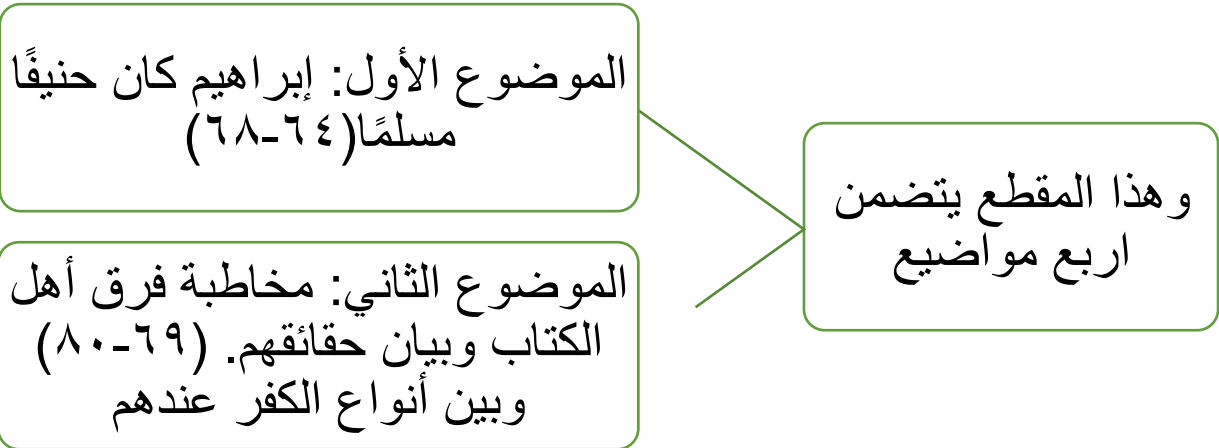 وهذا المقطع يتضمن
اربع مواضيع
الموضوع الأول: إبراهيم كان حنيفًا
مسلمًا(٦٤-٦٨)
الموضوع الثاني: مخاطبة فرق أهل
الكتاب وبيان حقائقهم. (٦٩-٨٠)
وبين أنواع الكفر عندهم